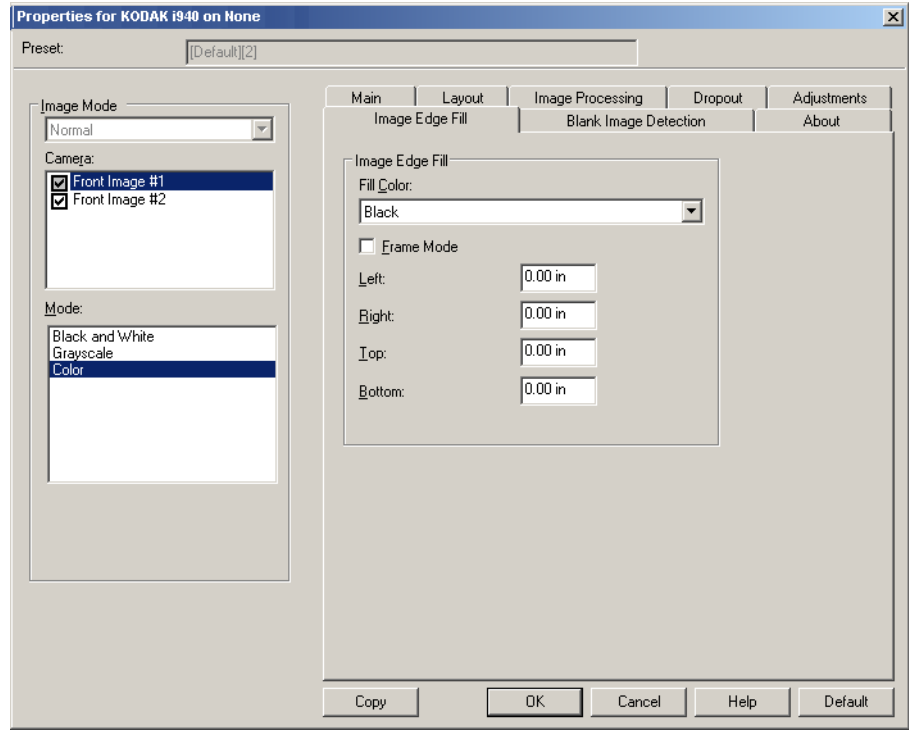 Properties for KODAK i940 on None
Preset:
[Default][2]
Image Mode
Normal
Camera:
Front Image #1
Front Image #2
Mode:
Black and White
Grayscale
Color
Main
Layout
Image Processing
Dropout
Adjustments
Image Edge Fill
Blank Image Detection
About
Image Edge Fill
Fill Color:
Black
Frame Mode
Left:
0.00 in
Right:
0.00 in
Top:
0.00 in
Bottom:
0.00 in
Copy
OK
Cancel
Help
Default